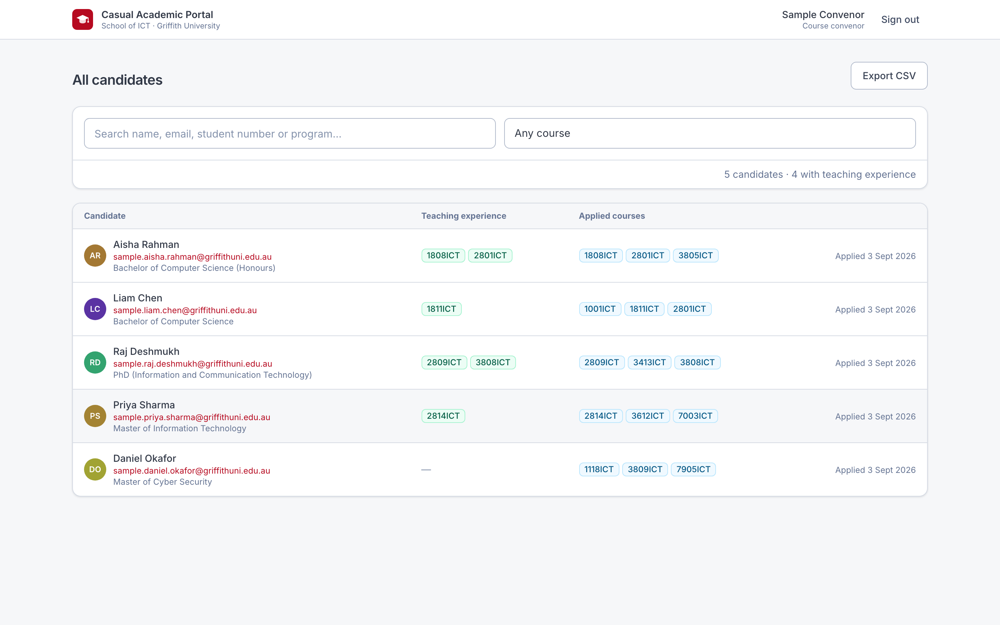 Casual Academic Portal
School of ICT · Griffith University
Sample Convenor
Course convenor
Sign out
All candidates
Export CSV
Search name, email, student number or program...
Any course
5 candidates · 4 with teaching experience
Candidate Teaching experience Applied courses
AR
Aisha Rahman
sample.aisha.rahman@griffithuni.edu.au
Bachelor of Computer Science (Honours)
1808ICT 2801ICT
1808ICT 2801ICT 3805ICT
Applied 3 Sept 2026
LC
Liam Chen
sample.liam.chen@griffithuni.edu.au
Bachelor of Computer Science
1811ICT
1001ICT 1811ICT 2801ICT
Applied 3 Sept 2026
RD
Raj Deshmukh
sample.raj.deshmukh@griffithuni.edu.au
PhD (Information and Communication Technology)
2809ICT 3808ICT
2809ICT 3413ICT 3808ICT
Applied 3 Sept 2026
PS
Priya Sharma
sample.priya.sharma@griffithuni.edu.au
Master of Information Technology
2814ICT
2814ICT 3612ICT 7003ICT
Applied 3 Sept 2026
DO
Daniel Okafor
sample.daniel.okafor@griffithuni.edu.au
Master of Cyber Security
—
1118ICT 3809ICT 7905ICT
Applied 3 Sept 2026